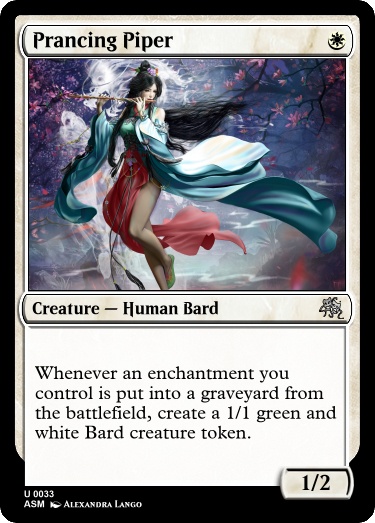 Prancing Piper
Creature — Human Bard
Whenever an enchantment you
control is put into a graveyard from
the battlefield, create a 1/1 green and
white Bard creature token.
1/2
U 0033
ASM Alexandra Lango